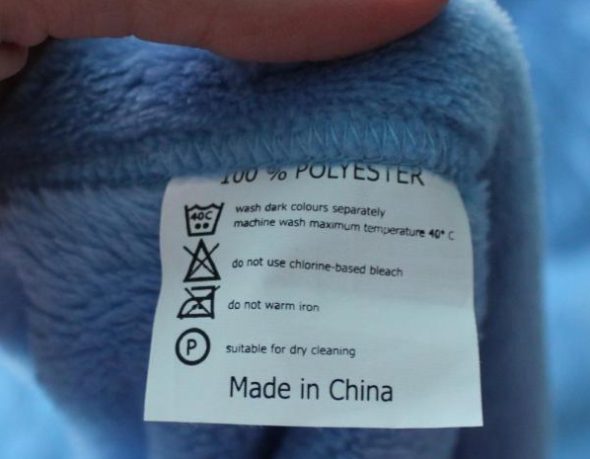 100 % POLYESTER
40C wash dark colours separately
machine wash maximum temperature 40° C
do not use chlorine-based bleach
do not warm iron
P suitable for dry cleaning
Made in China